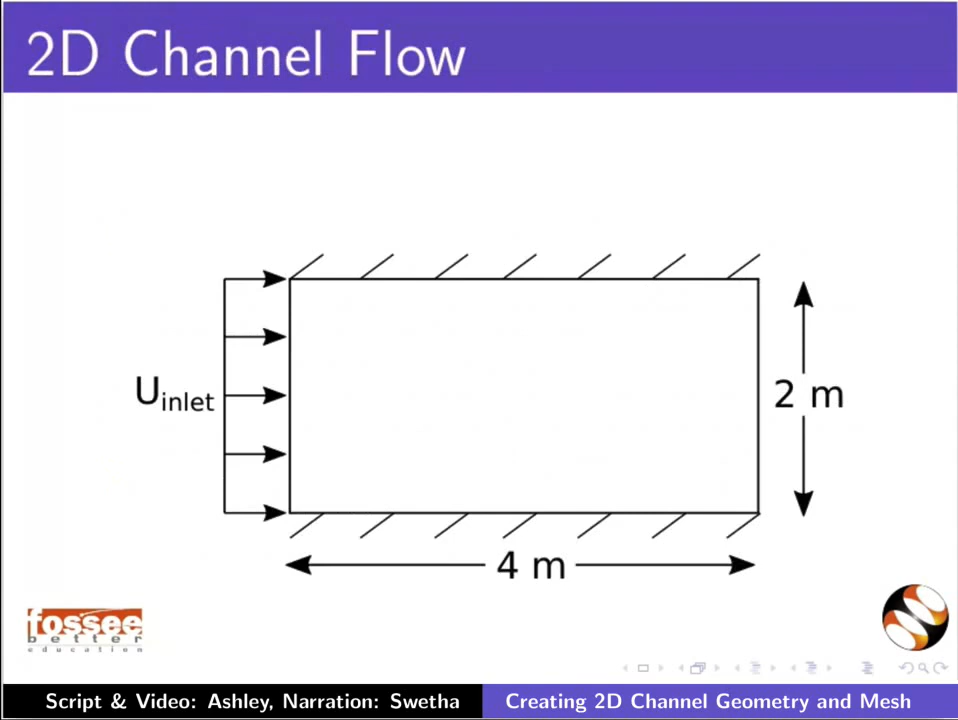 2D Channel Flow
U_inlet
2 m
4 m
fossee
better
education
Script & Video: Ashley, Narration: Swetha
Creating 2D Channel Geometry and Mesh